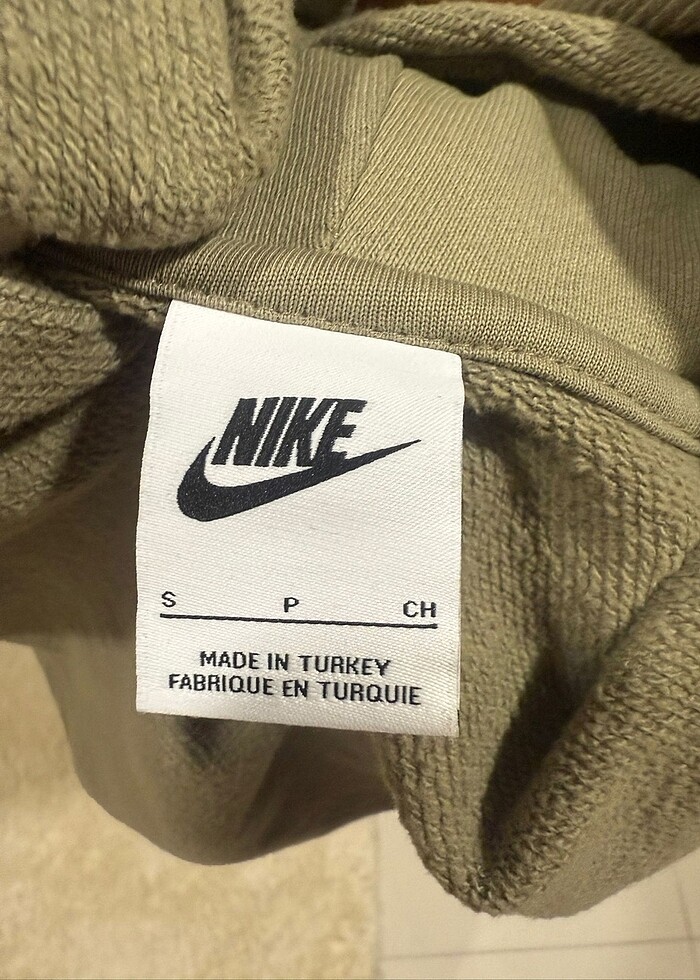 NIKE
S P CH
MADE IN TURKEY
FABRIQUE EN TURQUIE